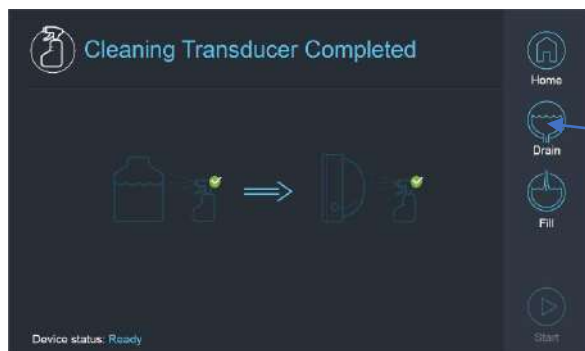 Cleaning Transducer Completed
Home
Drain
Fill
Start
Device status: Ready